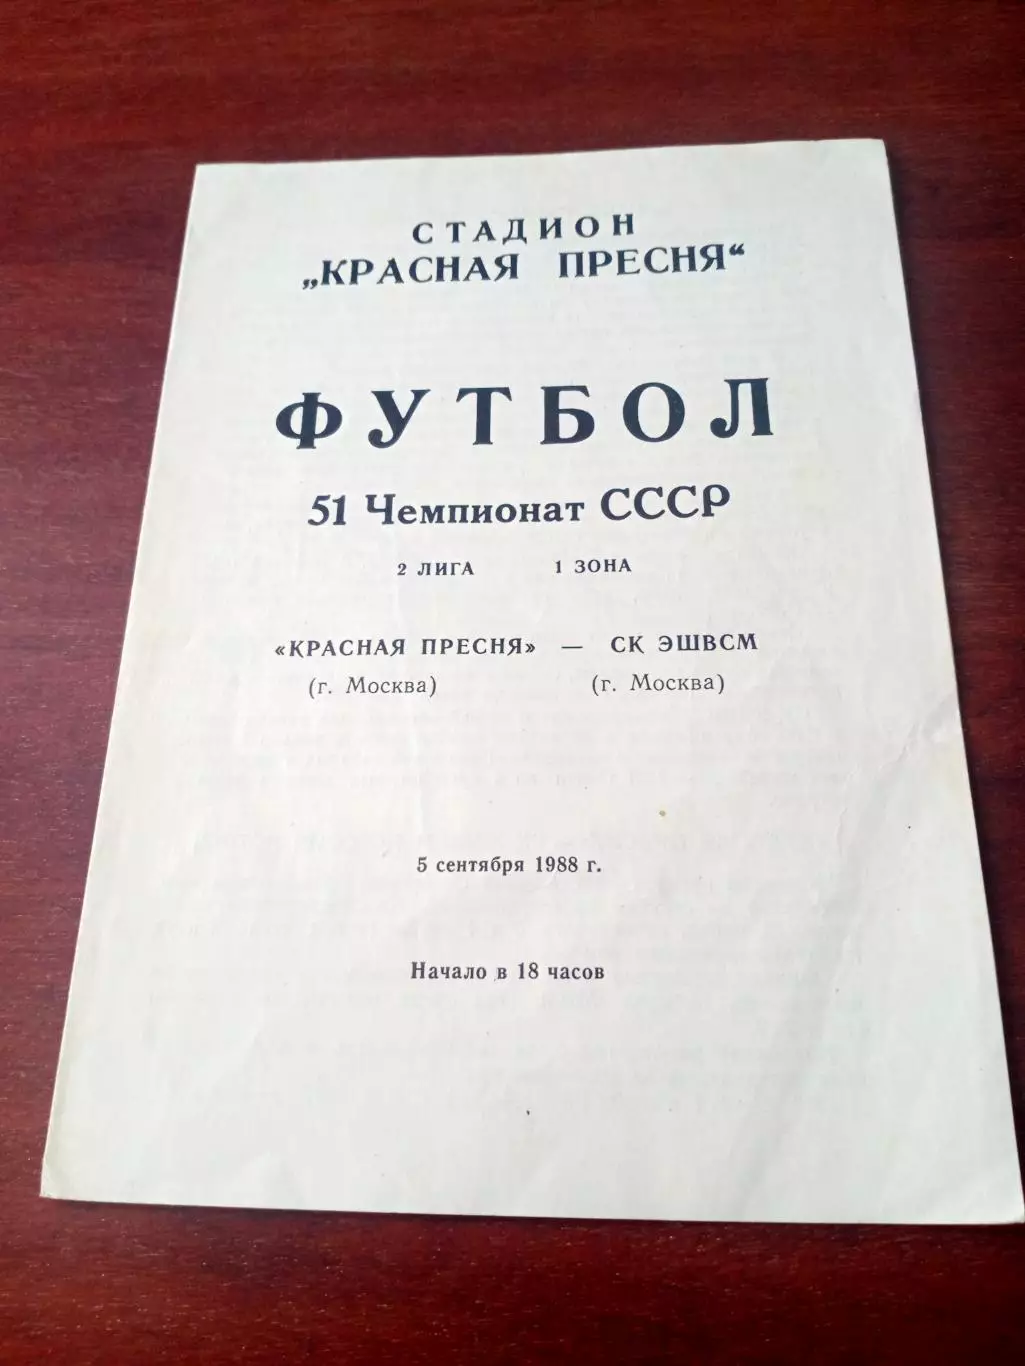 СТАДИОН
„КРАСНАЯ ПРЕСНЯ“
ФУТБОЛ
51 Чемпионат СССР
2 ЛИГА 1 ЗОНА
«КРАСНАЯ ПРЕСНЯ» — СК ЭШВСМ
(г. Москва) (г. Москва)
5 сентября 1988 г.
Начало в 18 часов